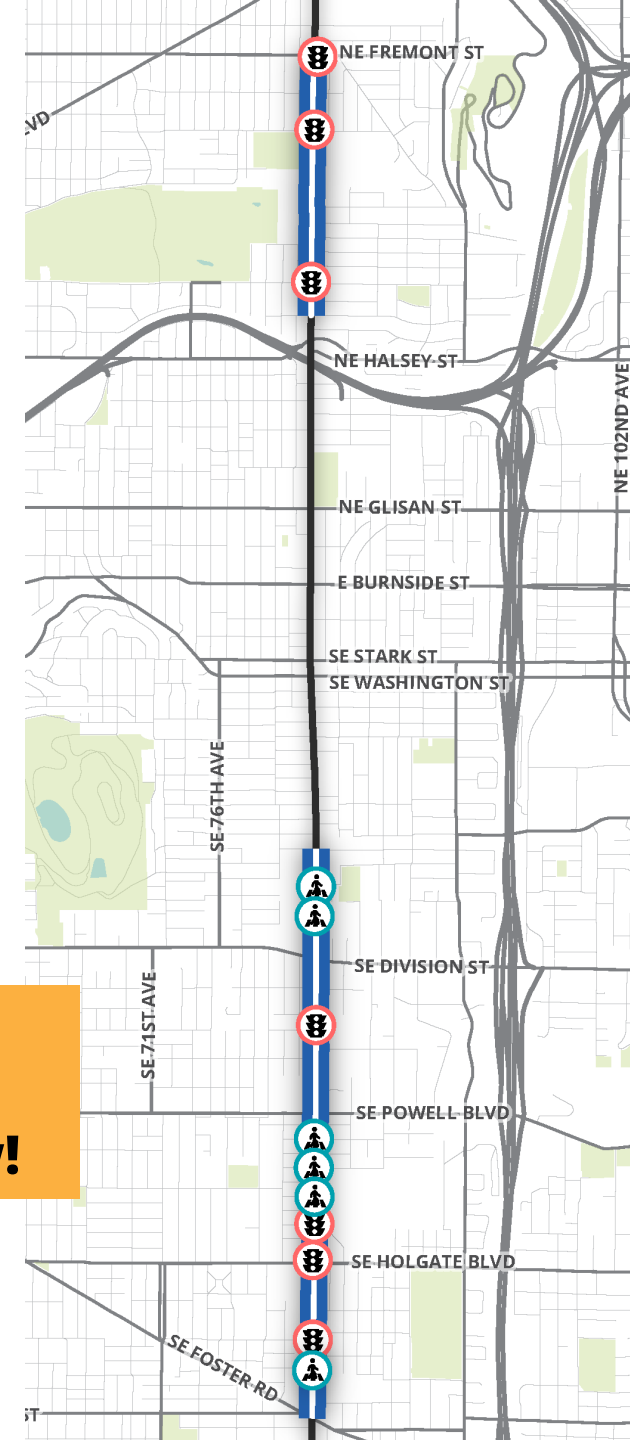 NE FREMONT ST
NE HALSEY ST
NE 102ND AVE
NE GLISAN ST
E BURNSIDE ST
SE STARK ST
SE WASHINGTON ST
SE 76TH AVE
SE DIVISION ST
SE 71ST AVE
SE POWELL BLVD
SE HOLGATE BLVD
SE FOSTER RD
ST